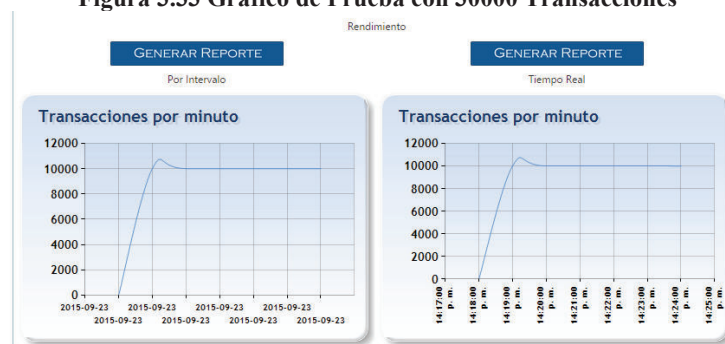 Figura 3.33 Gráfico de Prueba con 50000 Transacciones
Rendimiento
GENERAR REPORTE
Por Intervalo
Transacciones por minuto
12000
10000
8000
6000
4000
2000
0
2015-09-23 2015-09-23 2015-09-23 2015-09-23
2015-09-23 2015-09-23 2015-09-23 2015-09-23
GENERAR REPORTE
Tiempo Real
Transacciones por minuto
12000
10000
8000
6000
4000
2000
0
14:17:00 p. m.
14:18:00 p. m.
14:19:00 p. m.
14:20:00 p. m.
14:21:00 p. m.
14:22:00 p. m.
14:23:00 p. m.
14:24:00 p. m.
14:25:00 p. m.